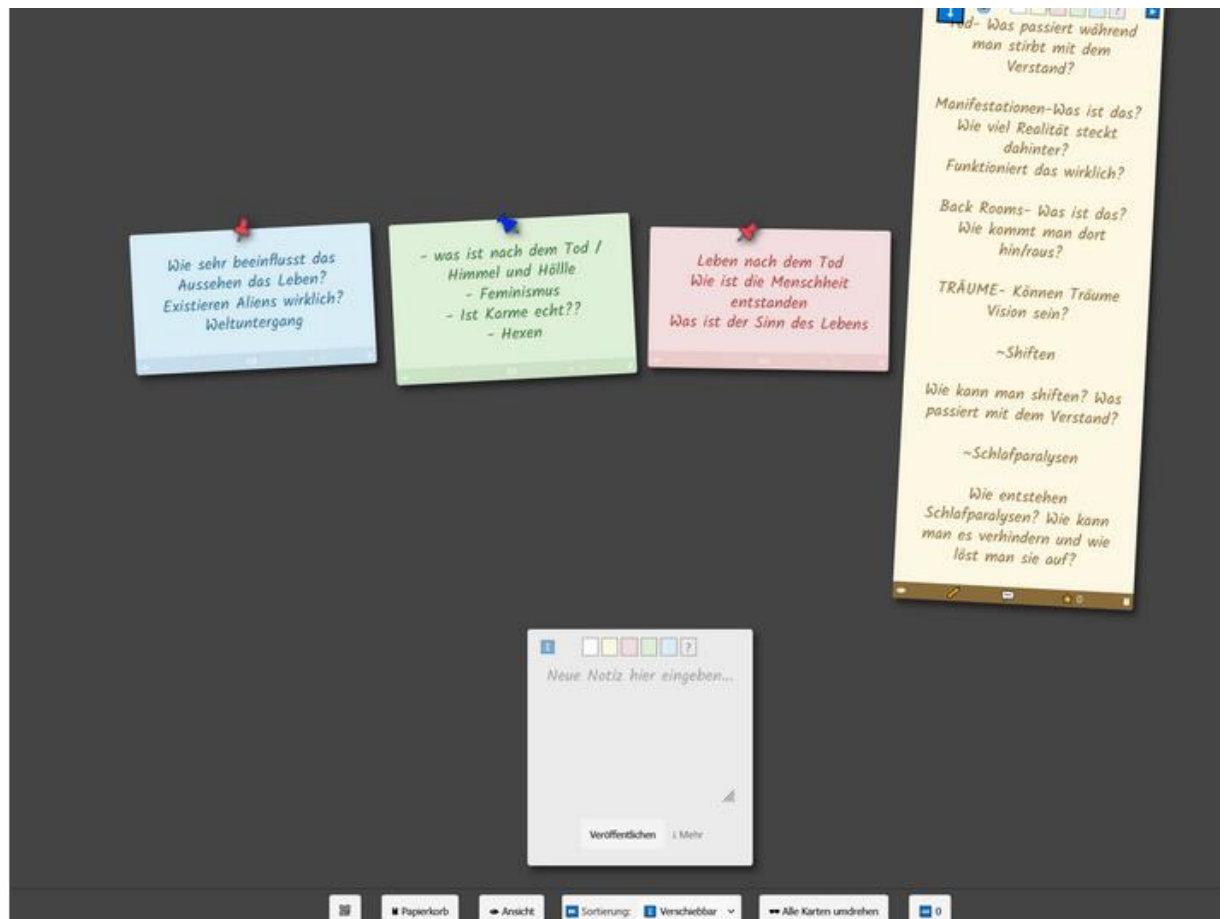 Wie sehr beeinflusst das
Aussehen das Leben?
Existieren Aliens wirklich?
Weltuntergang
- was ist nach dem Tod /
Himmel und Höllle
- Feminismus
- Ist Karme echt??
- Hexen
Leben nach dem Tod
Wie ist die Menschheit
entstanden
Was ist der Sinn des Lebens
?
Tod- Was passiert während
man stirbt mit dem
Verstand?
Manifestationen-Was ist das?
Wie viel Realität steckt
dahinter?
Funktioniert das wirklich?
Back Rooms- Was ist das?
Wie kommt man dort
hin/raus?
TRÄUME- Können Träume
Vision sein?
~Shiften
Wie kann man shiften? Was
passiert mit dem Verstand?
~Schlafparalysen
Wie entstehen
Schlafparalysen? Wie kann
man es verhindern und wie
löst man sie auf?
0
?
Neue Notiz hier eingeben...
Veröffentlichen ↓ Mehr
Papierkorb Ansicht Sortierung: Verschiebbar Alle Karten umdrehen 0